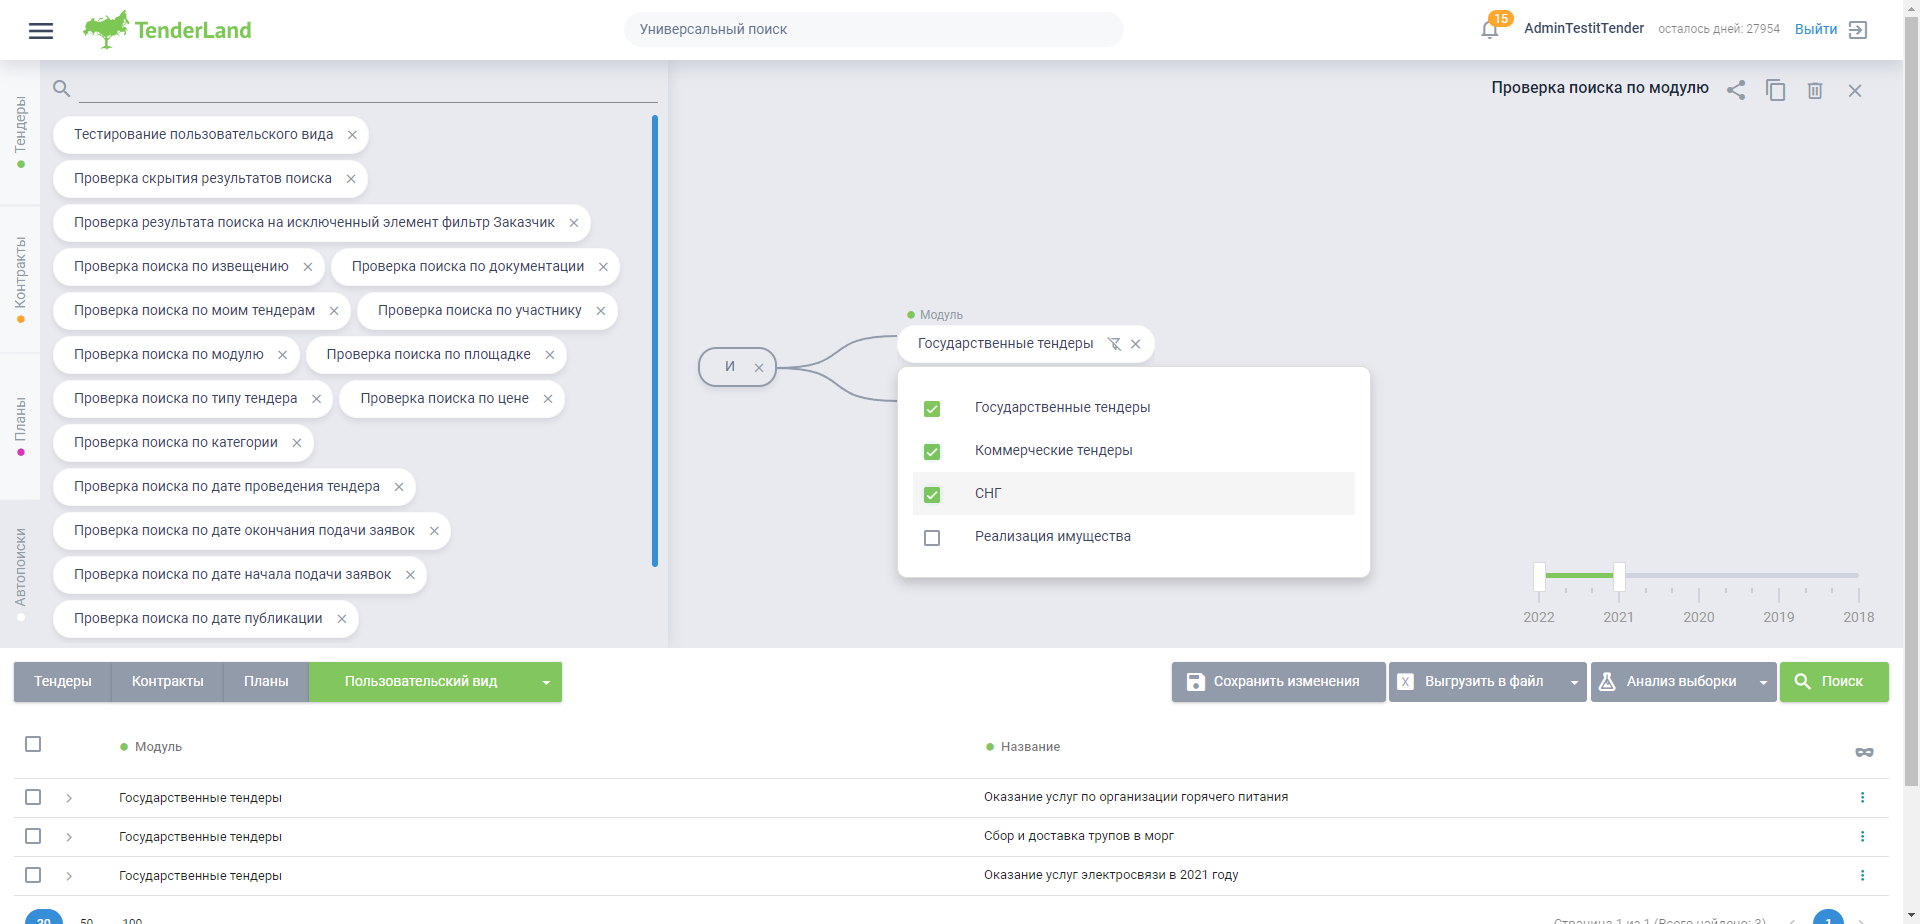 TenderLand
Универсальный поиск
15
AdminTestitTender
осталось дней: 27954
Выйти
Тендеры
Контракты
Планы
Автопоиски
Тестирование пользовательского вида
Проверка скрытия результатов поиска
Проверка результата поиска на исключенный элемент фильтр Заказчик
Проверка поиска по извещению
Проверка поиска по документации
Проверка поиска по моим тендерам
Проверка поиска по участнику
Проверка поиска по модулю
Проверка поиска по площадке
Проверка поиска по типу тендера
Проверка поиска по цене
Проверка поиска по категории
Проверка поиска по дате проведения тендера
Проверка поиска по дате окончания подачи заявок
Проверка поиска по дате начала подачи заявок
Проверка поиска по дате публикации
Проверка поиска по модулю
И
Модуль
Государственные тендеры
Государственные тендеры
Коммерческие тендеры
СНГ
Реализация имущества
2022 2021 2020 2019 2018
Тендеры
Контракты
Планы
Пользовательский вид
Сохранить изменения
X Выгрузить в файл
Анализ выборки
Поиск
Модуль
Название
Государственные тендеры
Оказание услуг по организации горячего питания
Государственные тендеры
Сбор и доставка трупов в морг
Государственные тендеры
Оказание услуг электросвязи в 2021 году
20 50 100
Страница 1 из 1 (Всего найдено: 3)
1